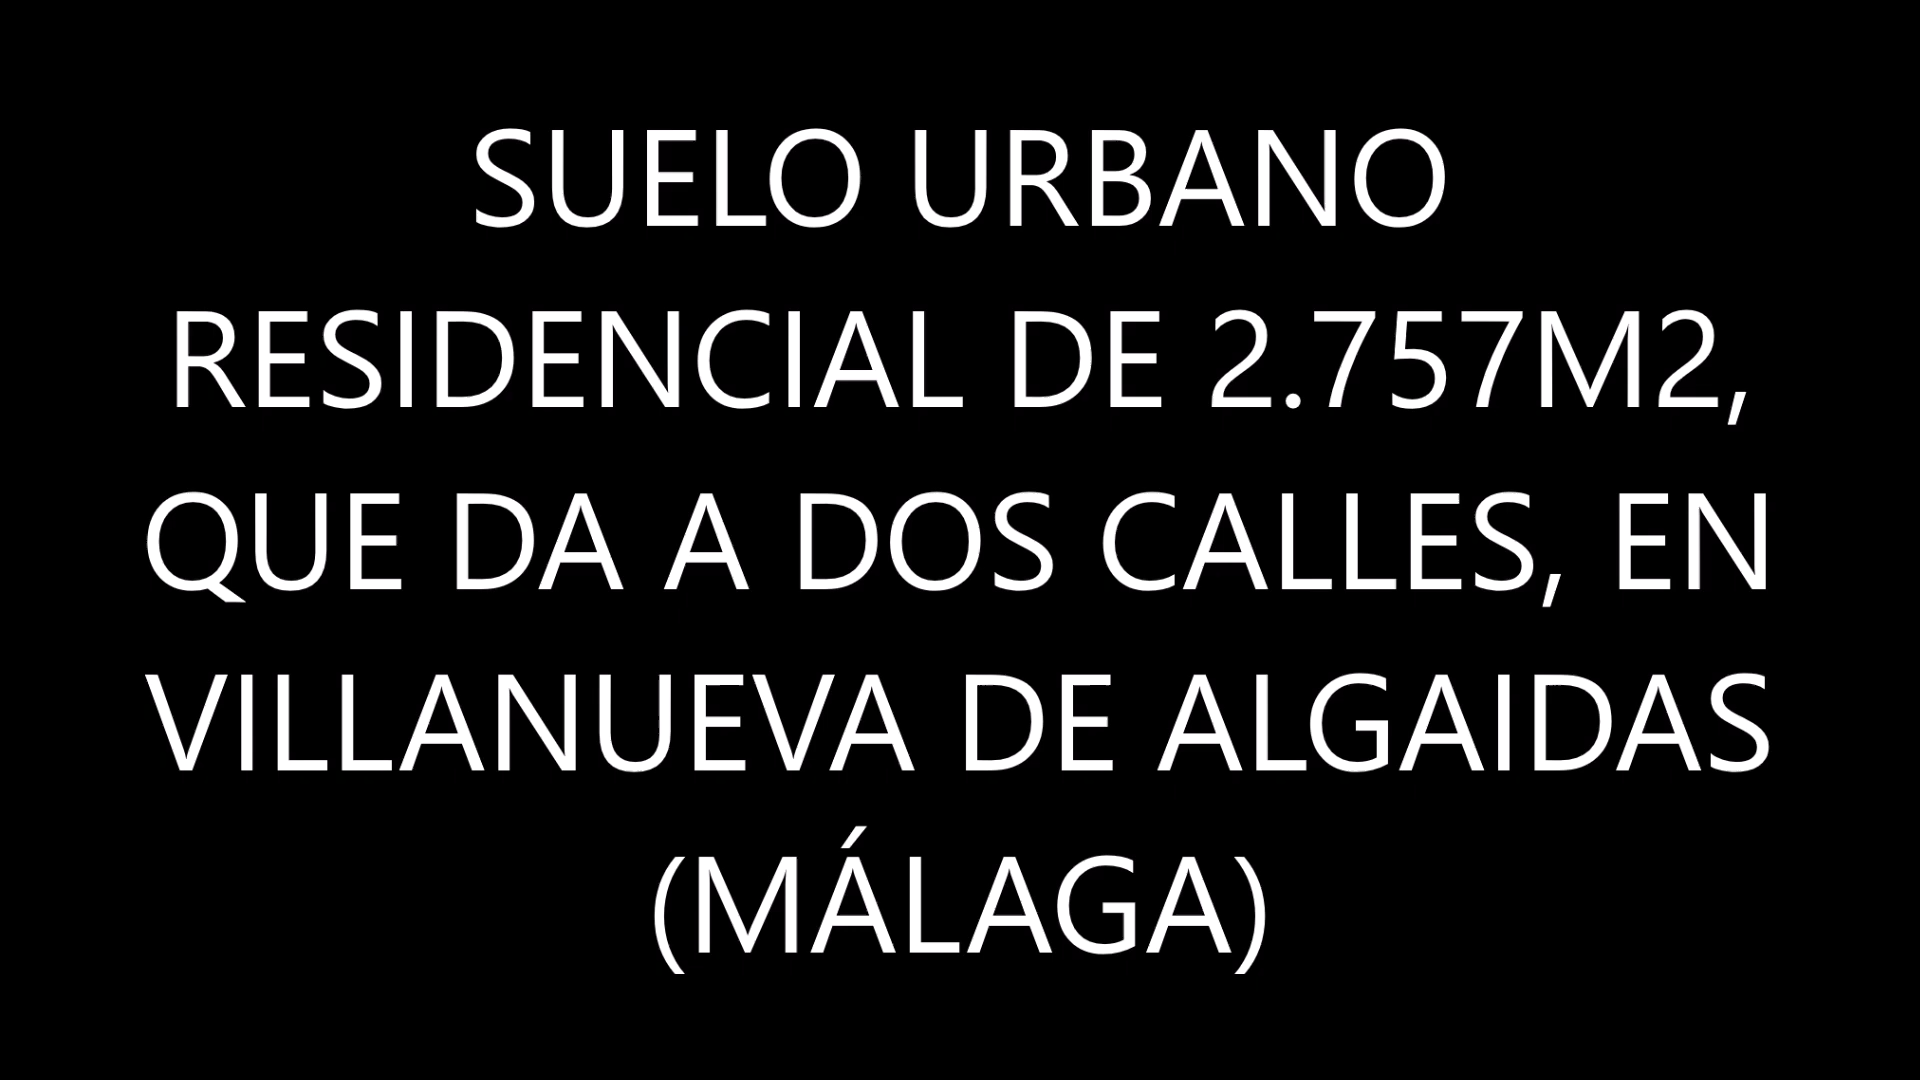 SUELO URBANO
RESIDENCIAL DE 2.757M2,
QUE DA A DOS CALLES, EN
VILLANUEVA DE ALGAIDAS
(MÁLAGA)